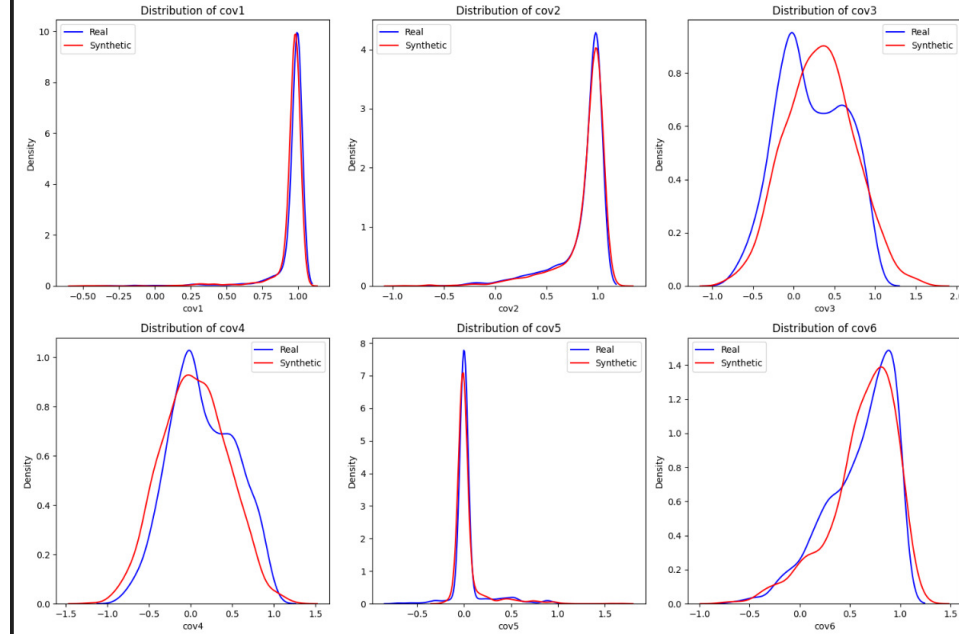 Distribution of cov1
Real
Synthetic
Density
10
8
6
4
2
0
-0.50
-0.25
0.00
0.25
0.50
0.75
1.00
cov1
Distribution of cov2
Real
Synthetic
Density
4
3
2
1
0
-1.0
-0.5
0.0
0.5
1.0
cov2
Distribution of cov3
Real
Synthetic
Density
0.8
0.6
0.4
0.2
0.0
-1.0
-0.5
0.0
0.5
1.0
1.5
2.0
cov3
Distribution of cov4
Real
Synthetic
Density
1.0
0.8
0.6
0.4
0.2
0.0
-1.5
-1.0
-0.5
0.0
0.5
1.0
1.5
cov4
Distribution of cov5
Real
Synthetic
Density
8
7
6
5
4
3
2
1
0
-0.5
0.0
0.5
1.0
1.5
cov5
Distribution of cov6
Real
Synthetic
Density
1.4
1.2
1.0
0.8
0.6
0.4
0.2
0.0
-1.0
-0.5
0.0
0.5
1.0
1.5
cov6